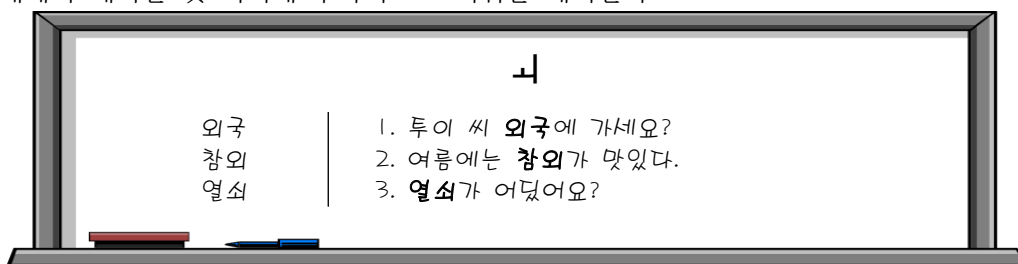 ㅚ
외국
참외
열쇠
1. 투이 씨 외국에 가세요?
2. 여름에는 참외가 맛있다.
3. 열쇠가 어딨어요?